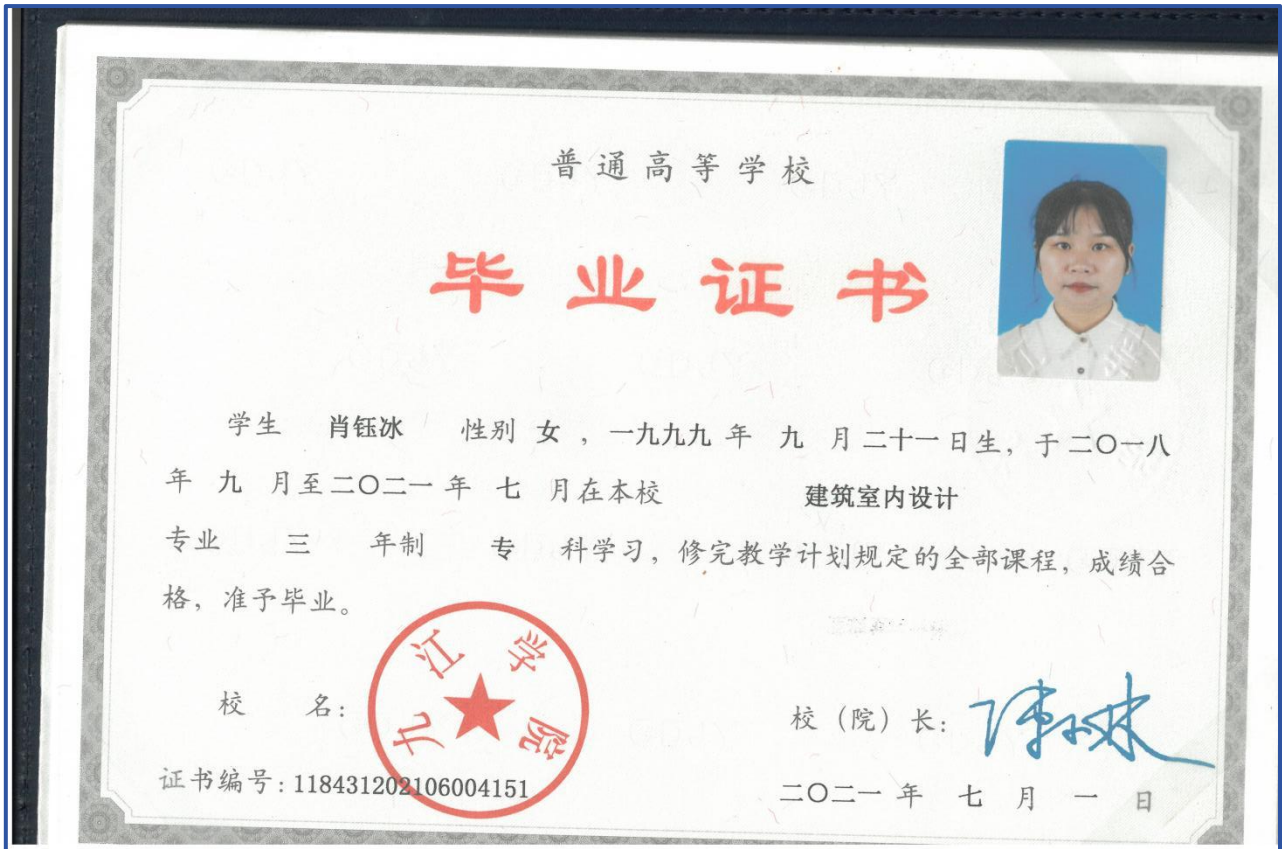 普通高等学校
毕业证书
学生 肖钰冰 性别 女 ，一九九九 年 九 月 二十一 日生，于 二〇一八
年 九 月至 二〇二一 年 七 月在本校 建筑室内设计
专业 三 年制 专 科学习，修完教学计划规定的全部课程，成绩合
格，准予毕业。
九江学院
校 名：
校（院）长：
证书编号：118431202106004151
二〇二一 年 七 月 一 日